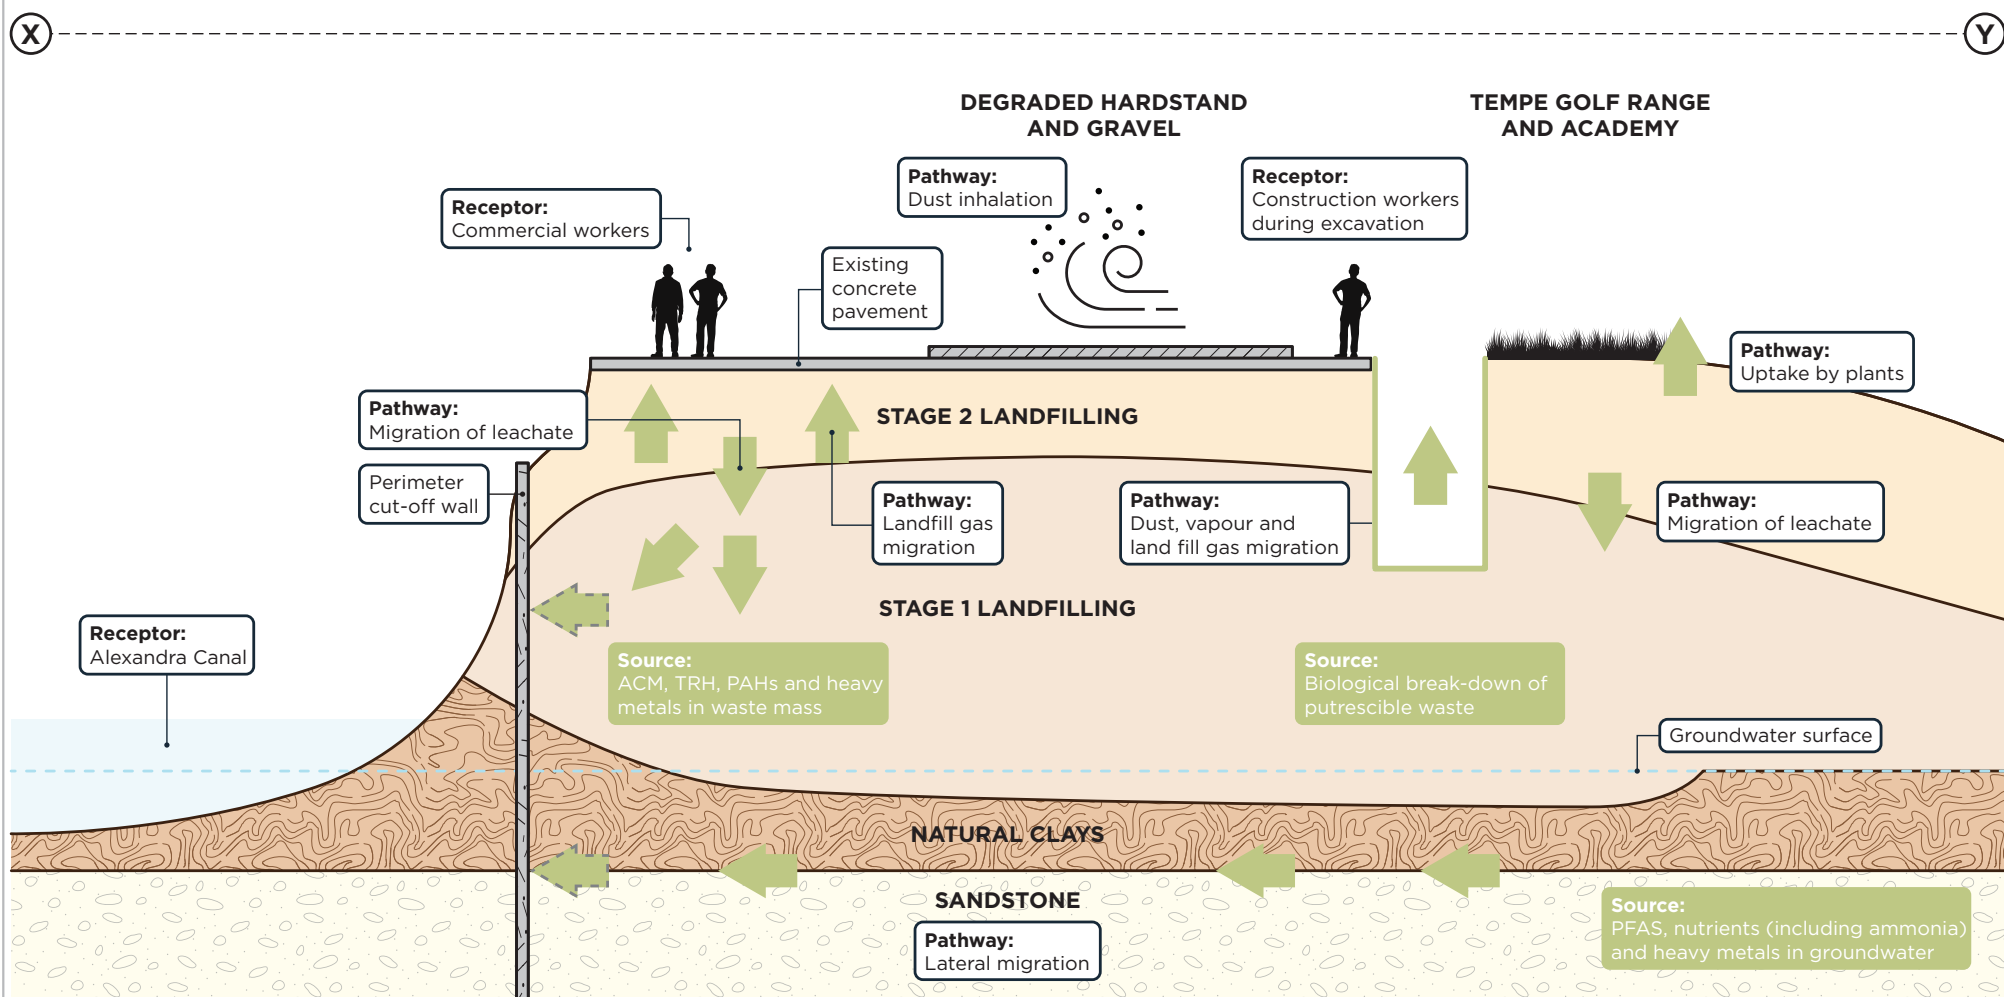 X
Y
DEGRADED HARDSTAND
AND GRAVEL
TEMPE GOLF RANGE
AND ACADEMY
Pathway:
Dust inhalation
Receptor:
Construction workers
during excavation
Receptor:
Commercial workers
Existing
concrete
pavement
Pathway:
Uptake by plants
Pathway:
Migration of leachate
STAGE 2 LANDFILLING
Perimeter
cut-off wall
Pathway:
Landfill gas
migration
Pathway:
Dust, vapour and
land fill gas migration
Pathway:
Migration of leachate
STAGE 1 LANDFILLING
Receptor:
Alexandra Canal
Source:
ACM, TRH, PAHs and heavy
metals in waste mass
Source:
Biological break-down of
putrescible waste
Groundwater surface
NATURAL CLAYS
SANDSTONE
Pathway:
Lateral migration
Source:
PFAS, nutrients (including ammonia)
and heavy metals in groundwater